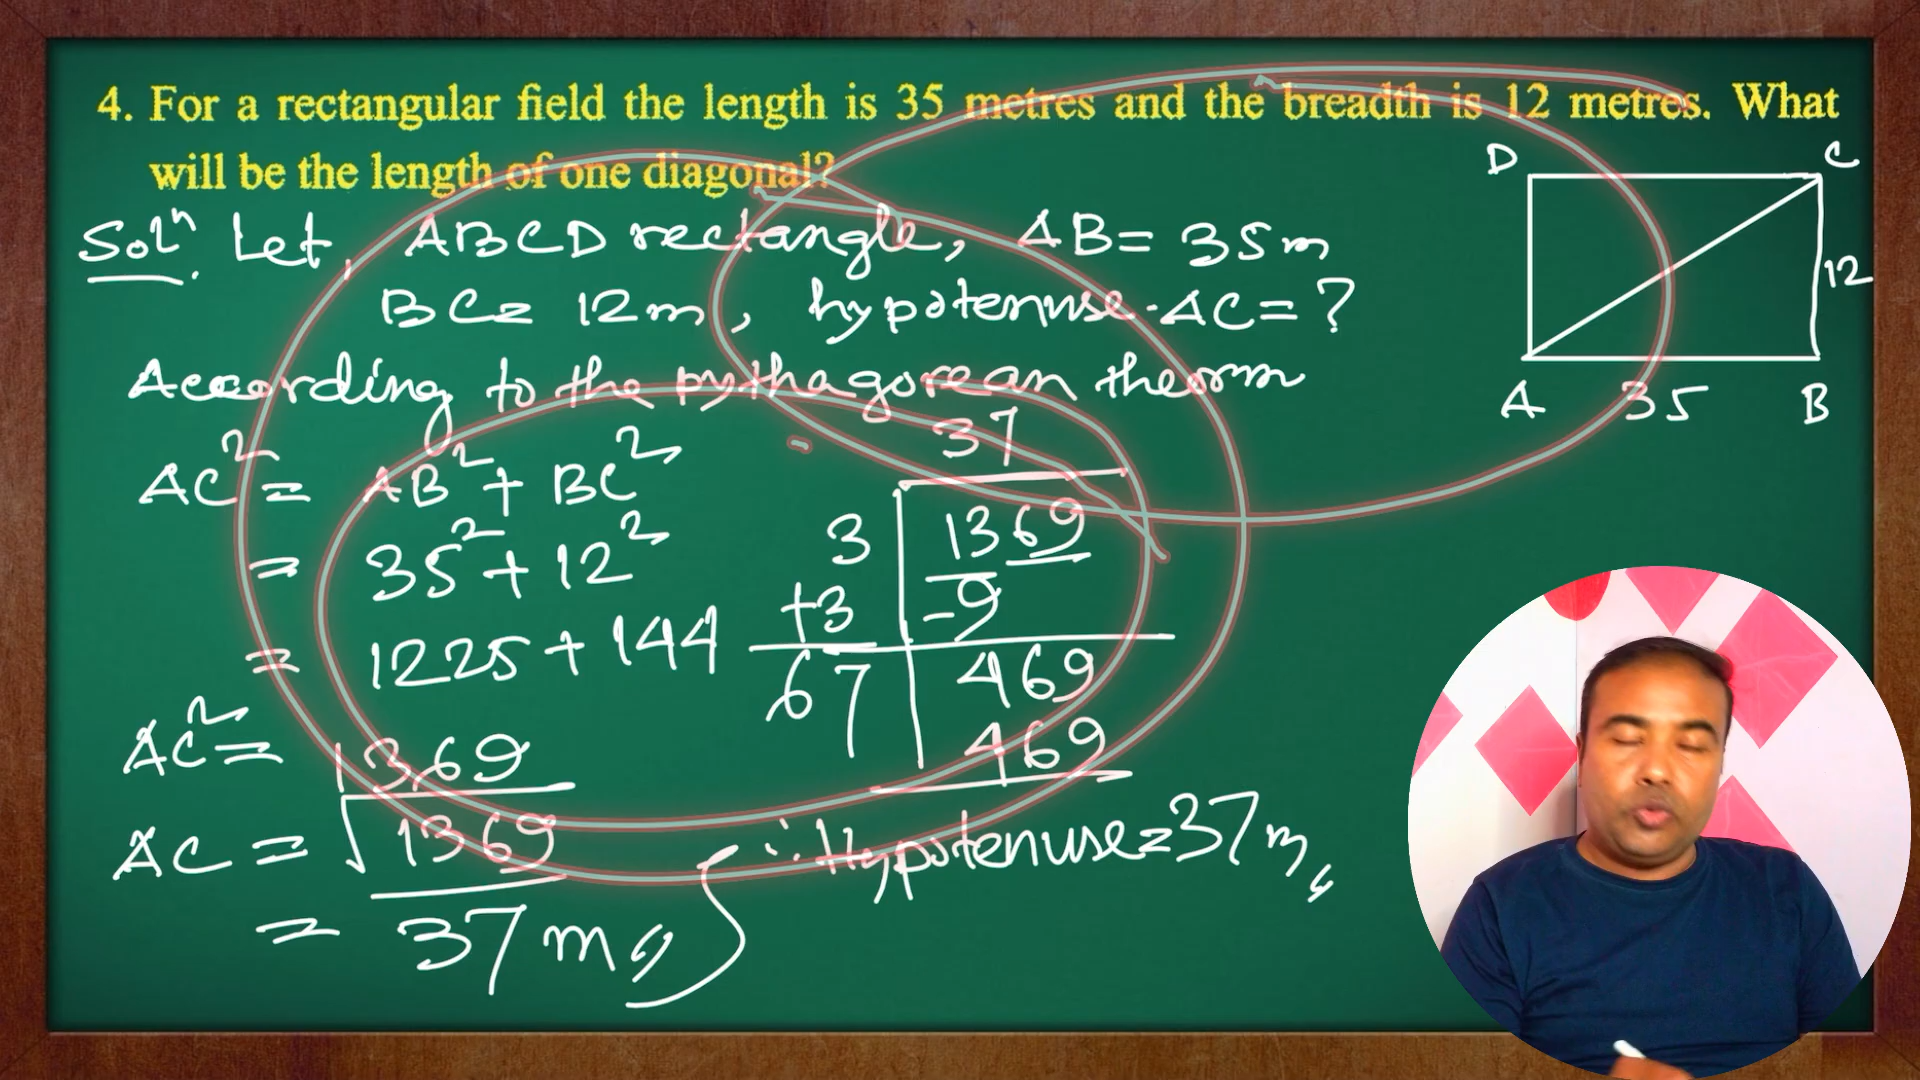 4. For a rectangular field the length is 35 metres and the breadth is 12 metres. What
will be the length of one diagonal?
Solⁿ. Let, ABCD rectangle, AB = 35m
BC = 12m, hypotenuse AC = ?
According to the pythagorean theorm
AC² = AB² + BC²
= 35² + 12²
= 1225 + 144
AC² = 1369
AC = √1369
= 37 m
37
3 1369
+3 -9
67 469
469
∴ Hypotenuse = 37 m
D C
12
A 35 B